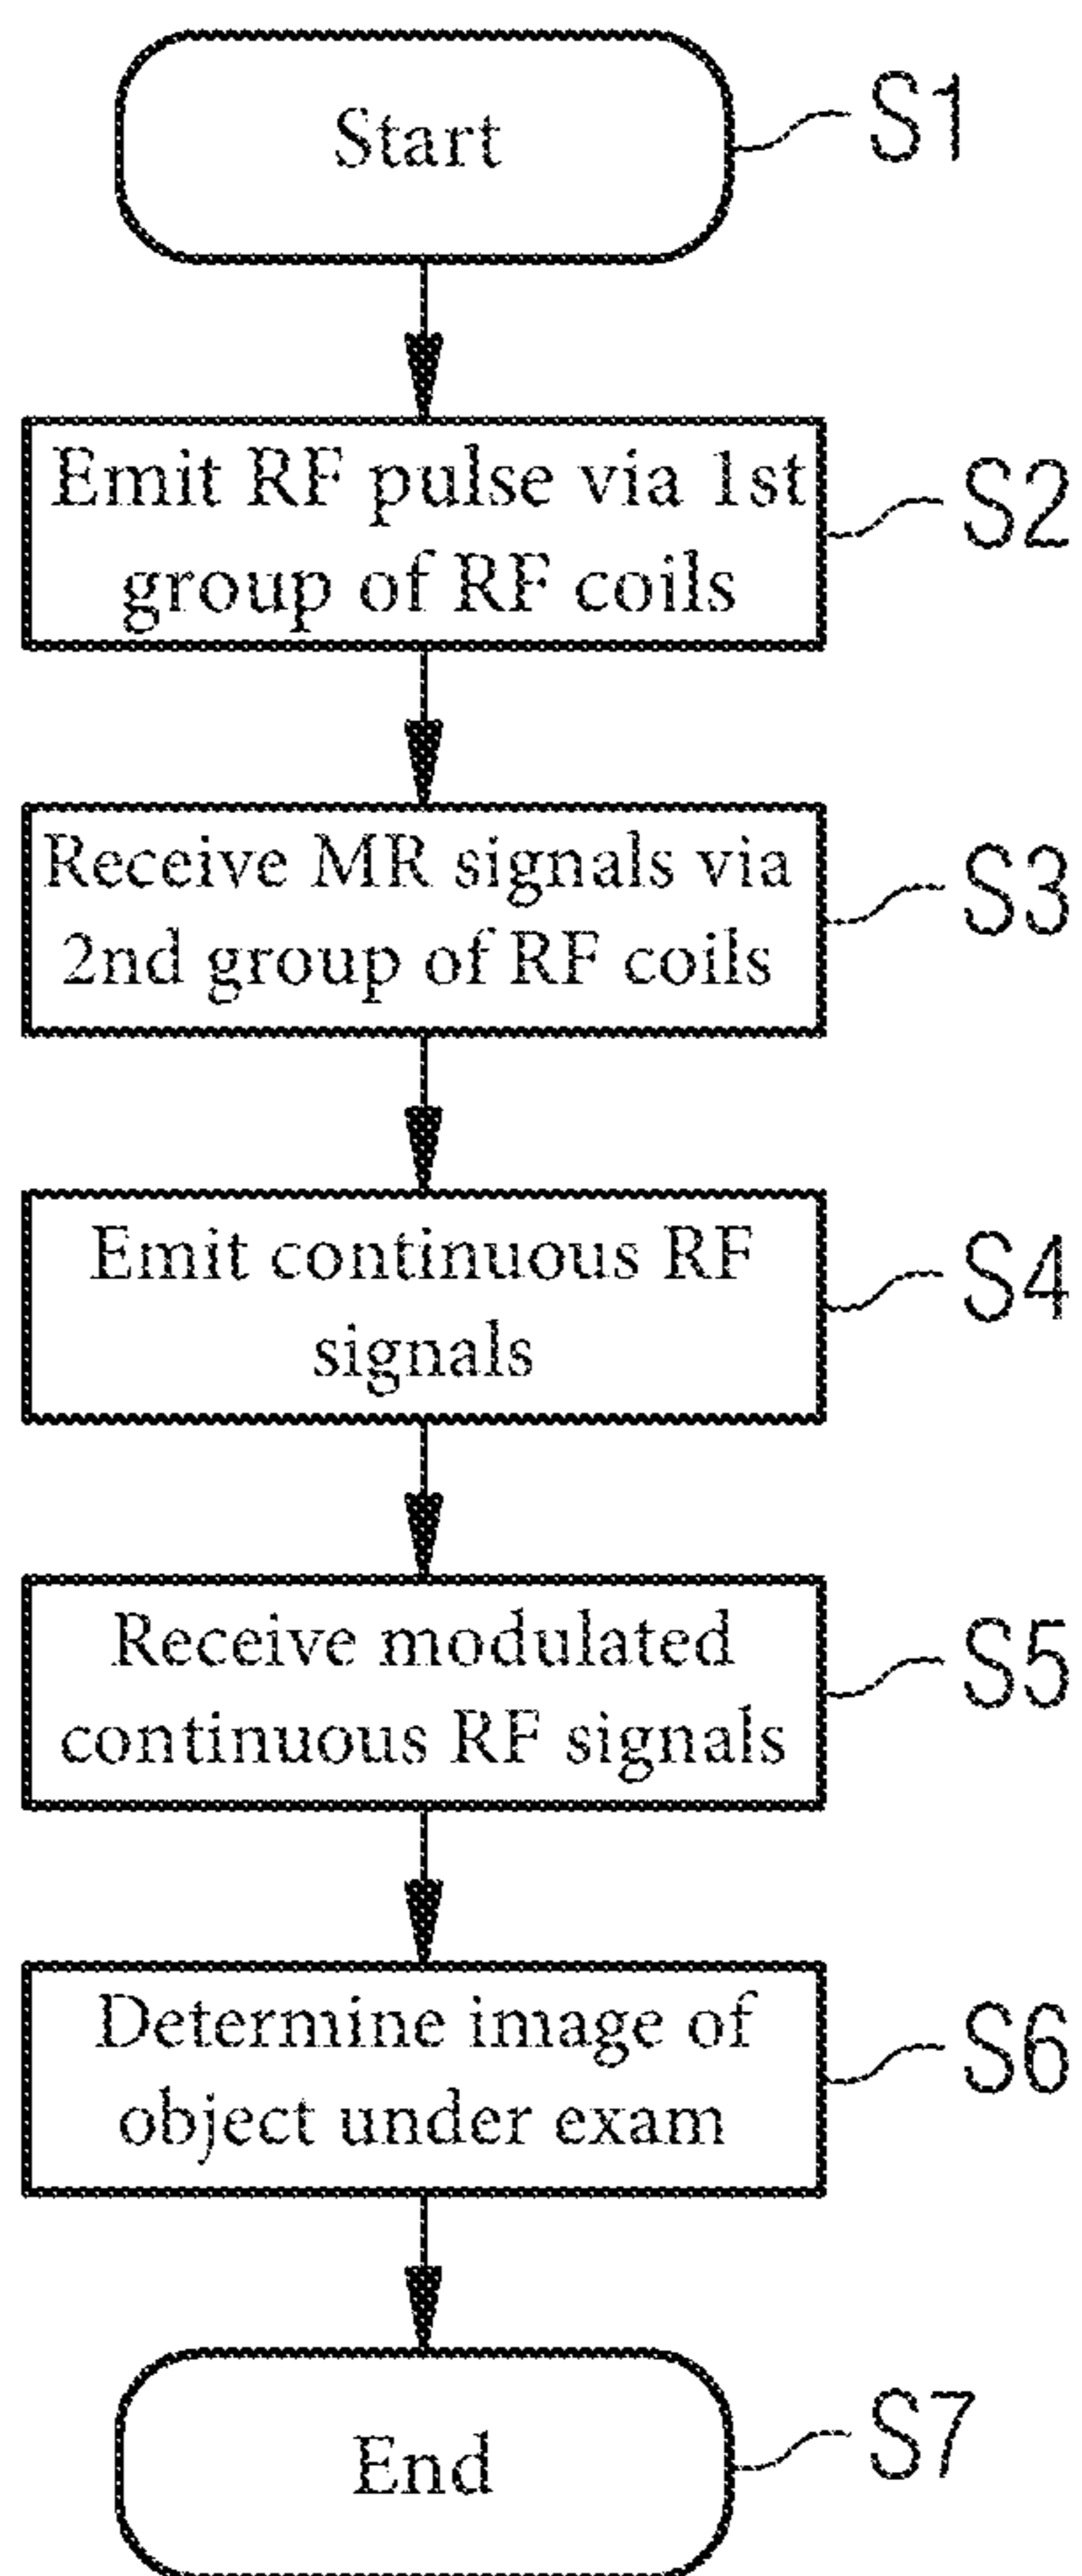 Start
S1
Emit RF pulse via 1st
group of RF coils
S2
Receive MR signals via
2nd group of RF coils
S3
Emit continuous RF
signals
S4
Receive modulated
continuous RF signals
S5
Determine image of
object under exam
S6
End
S7